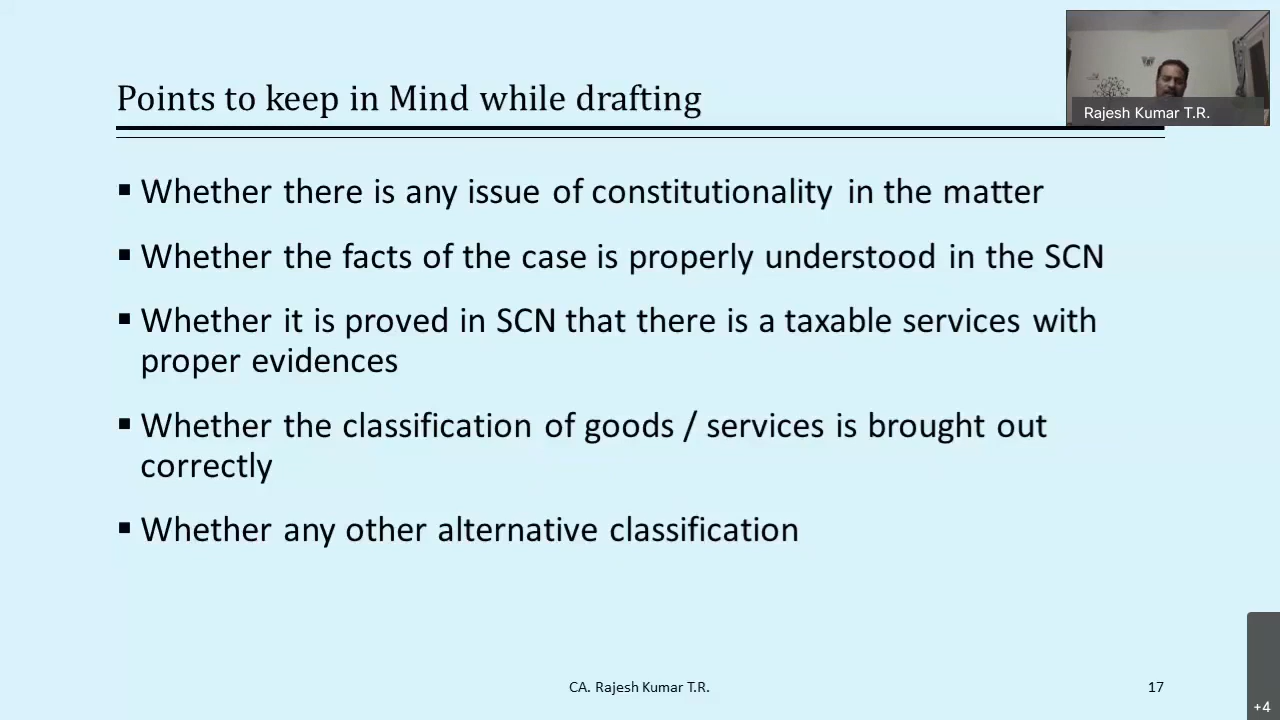 Points to keep in Mind while drafting
Rajesh Kumar T.R.
▪ Whether there is any issue of constitutionality in the matter
▪ Whether the facts of the case is properly understood in the SCN
▪ Whether it is proved in SCN that there is a taxable services with
proper evidences
▪ Whether the classification of goods / services is brought out
correctly
▪ Whether any other alternative classification
CA. Rajesh Kumar T.R.
17
+4